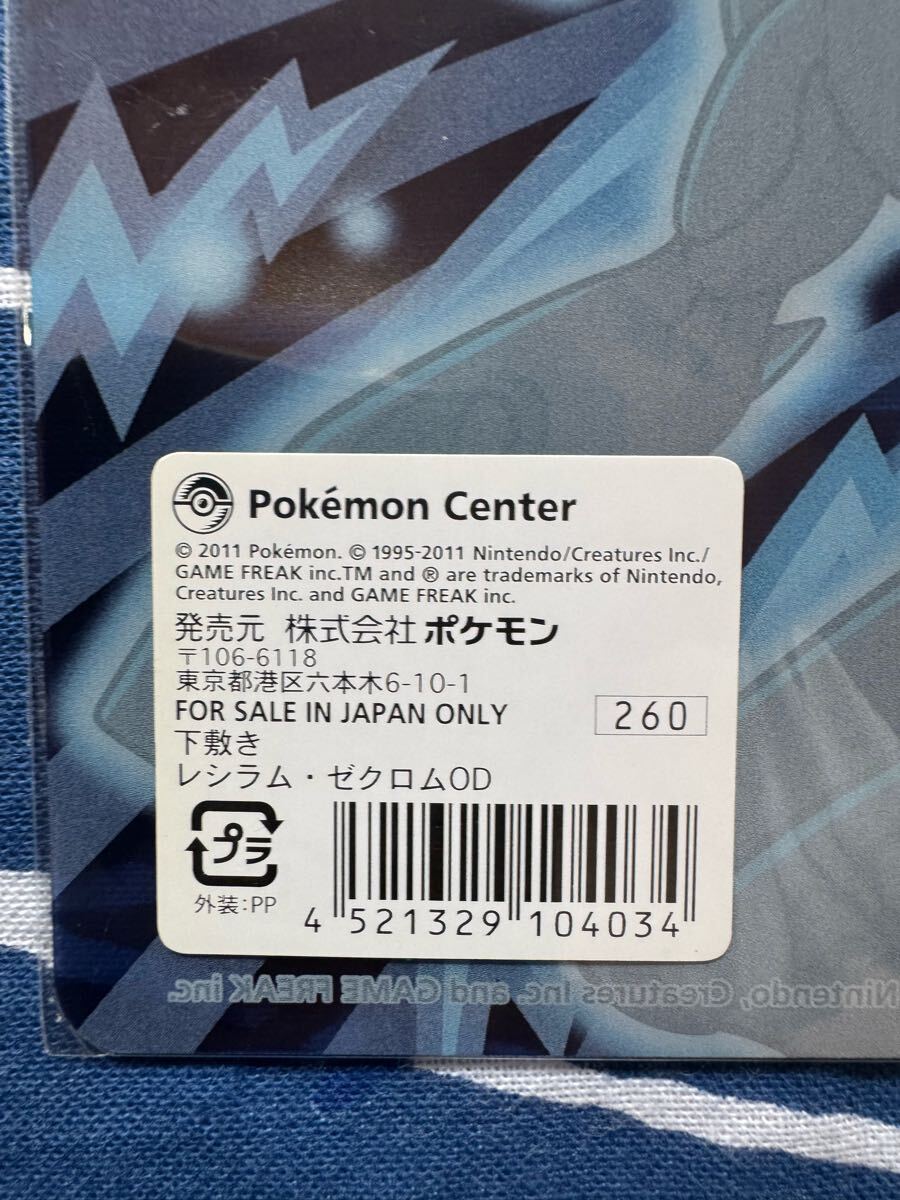 Pokémon Center
© 2011 Pokémon. © 1995-2011 Nintendo/Creatures Inc./
GAME FREAK inc.TM and ® are trademarks of Nintendo,
Creatures Inc. and GAME FREAK inc.
発売元 株式会社ポケモン
〒106-6118
東京都港区六本木6-10-1
FOR SALE IN JAPAN ONLY
260
下敷き
レシラム・ゼクロムOD
プラ
外装:PP
4 521329 104034
Nintendo, Creatures Inc. and GAME FREAK inc.